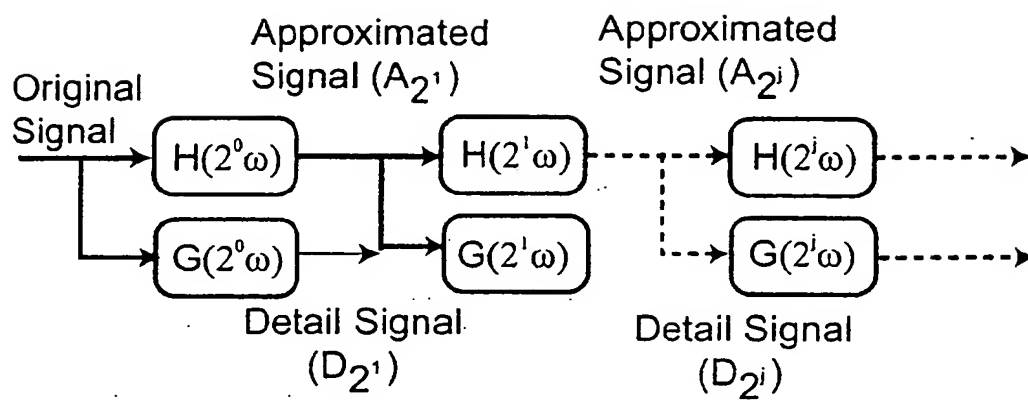 Approximated
Signal (A₂¹)
Approximated
Signal (A₂ʲ)
Original
Signal
H(2⁰ω)
H(2¹ω)
H(2ʲω)
G(2⁰ω)
G(2¹ω)
G(2ʲω)
Detail Signal
(D₂¹)
Detail Signal
(D₂ʲ)